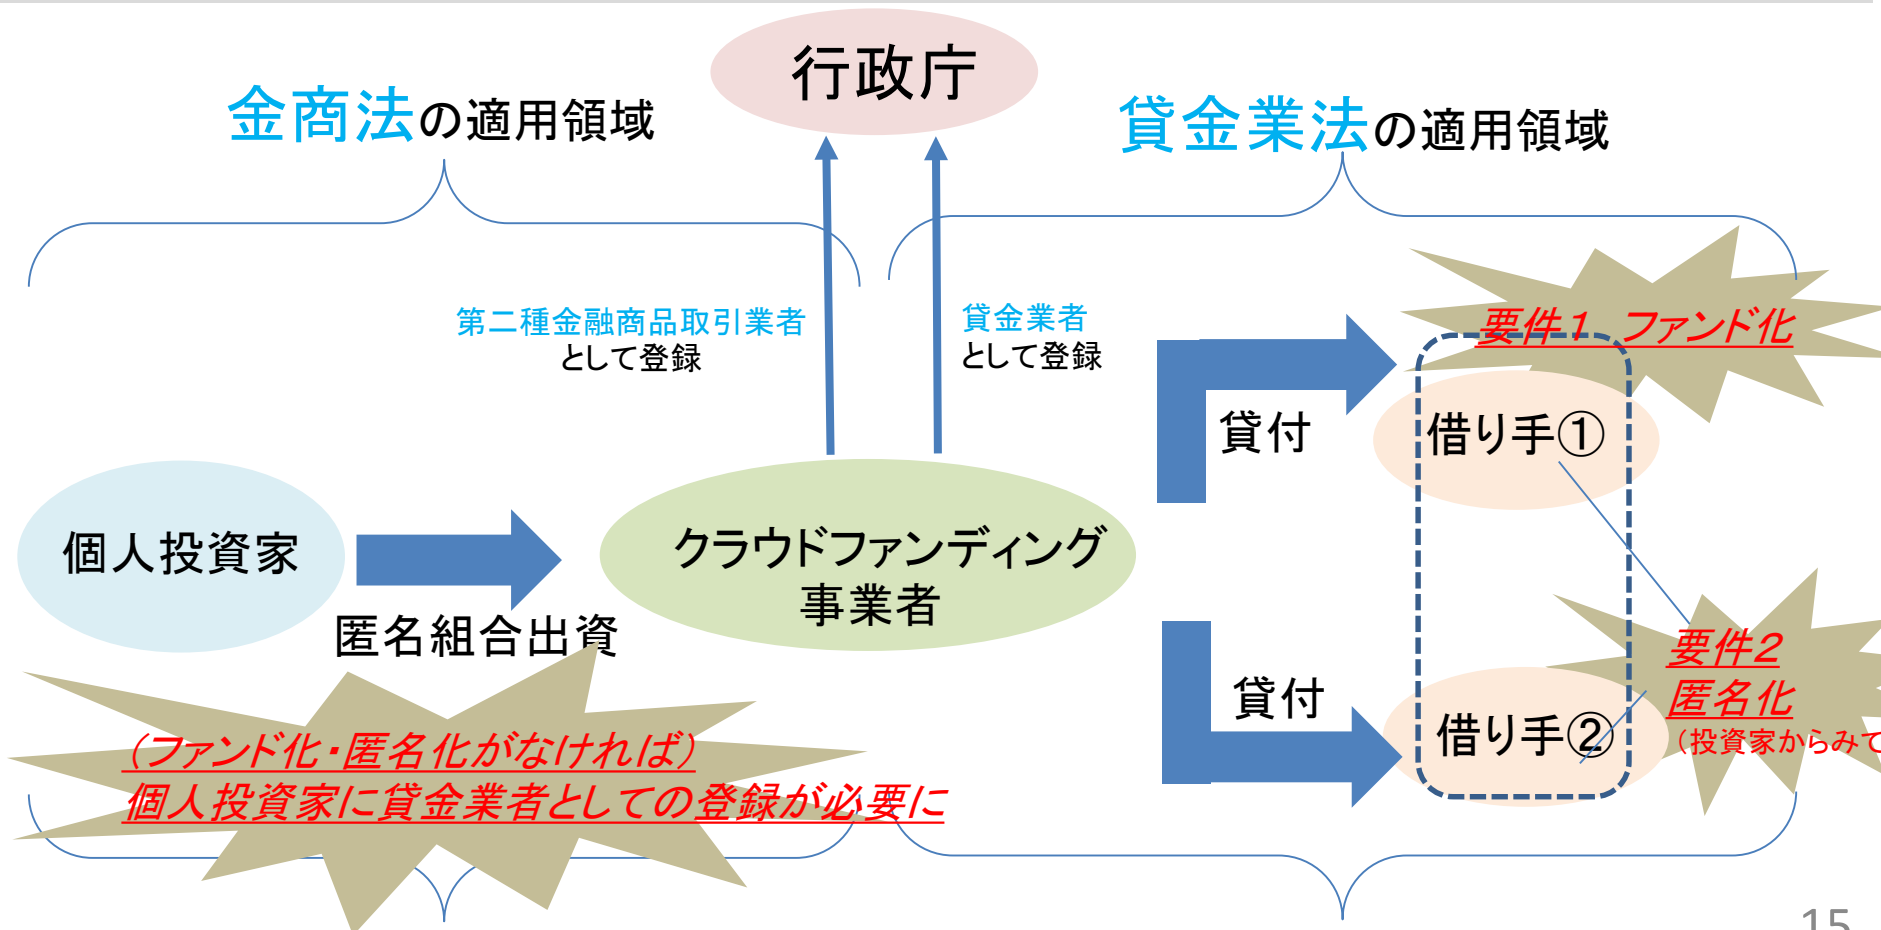 行政庁
金商法の適用領域
貸金業法の適用領域
第二種金融商品取引業者
として登録
貸金業者
として登録
要件1 ファンド化
貸付
借り手①
個人投資家
クラウドファンディング
事業者
匿名組合出資
要件2
匿名化
(投資家からみて
貸付
借り手②
(ファンド化・匿名化がなければ)
個人投資家に貸金業者としての登録が必要に
15